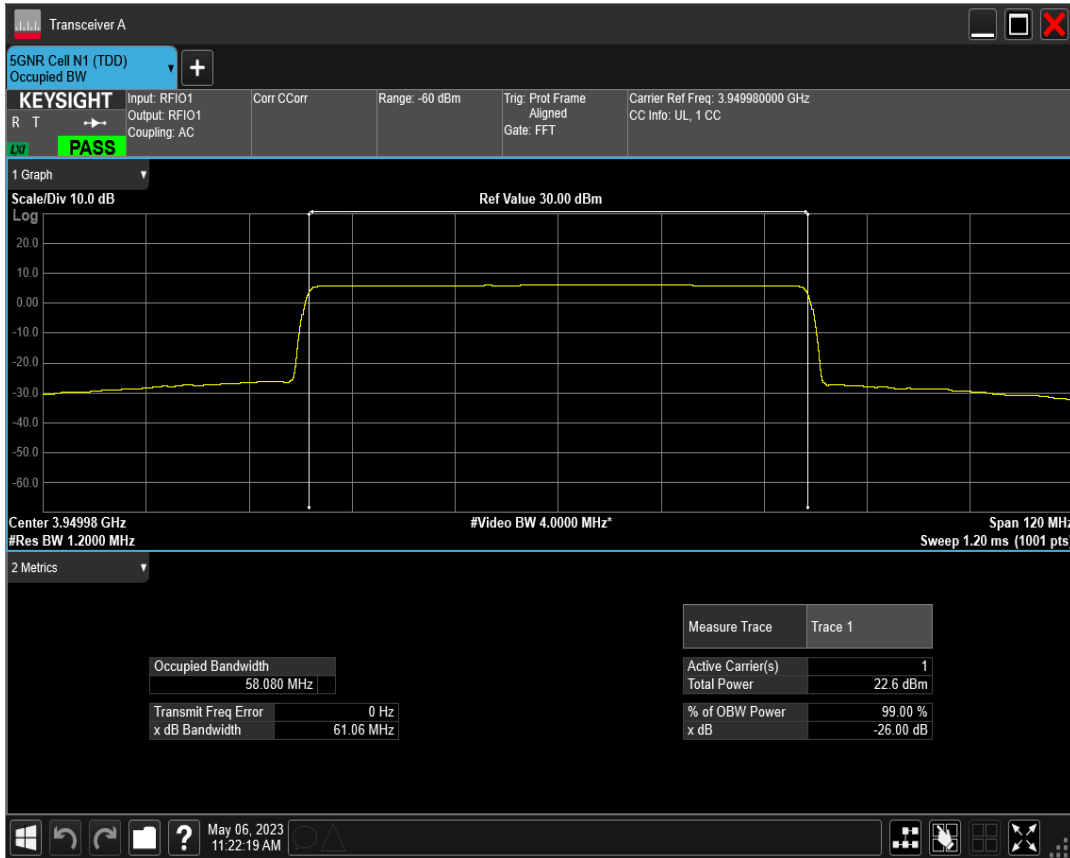 Transceiver A
5GNR Cell N1 (TDD)
Occupied BW
+
KEYSIGHT
R T
LXI
PASS
Input: RFIO1
Output: RFIO1
Coupling: AC
Corr CCorr
Range: -60 dBm
Trig: Prot Frame
Aligned
Gate: FFT
Carrier Ref Freq: 3.949980000 GHz
CC Info: UL, 1 CC
1 Graph
Scale/Div 10.0 dB
Ref Value 30.00 dBm
Log
20.0
10.0
0.00
-10.0
-20.0
-30.0
-40.0
-50.0
-60.0
Center 3.94998 GHz
#Video BW 4.0000 MHz*
Span 120 MHz
#Res BW 1.2000 MHz
Sweep 1.20 ms (1001 pts)
2 Metrics
Measure Trace Trace 1
Occupied Bandwidth
58.080 MHz
Active Carrier(s) 1
Total Power 22.6 dBm
Transmit Freq Error 0 Hz
x dB Bandwidth 61.06 MHz
% of OBW Power 99.00 %
x dB -26.00 dB
?
May 06, 2023
11:22:19 AM